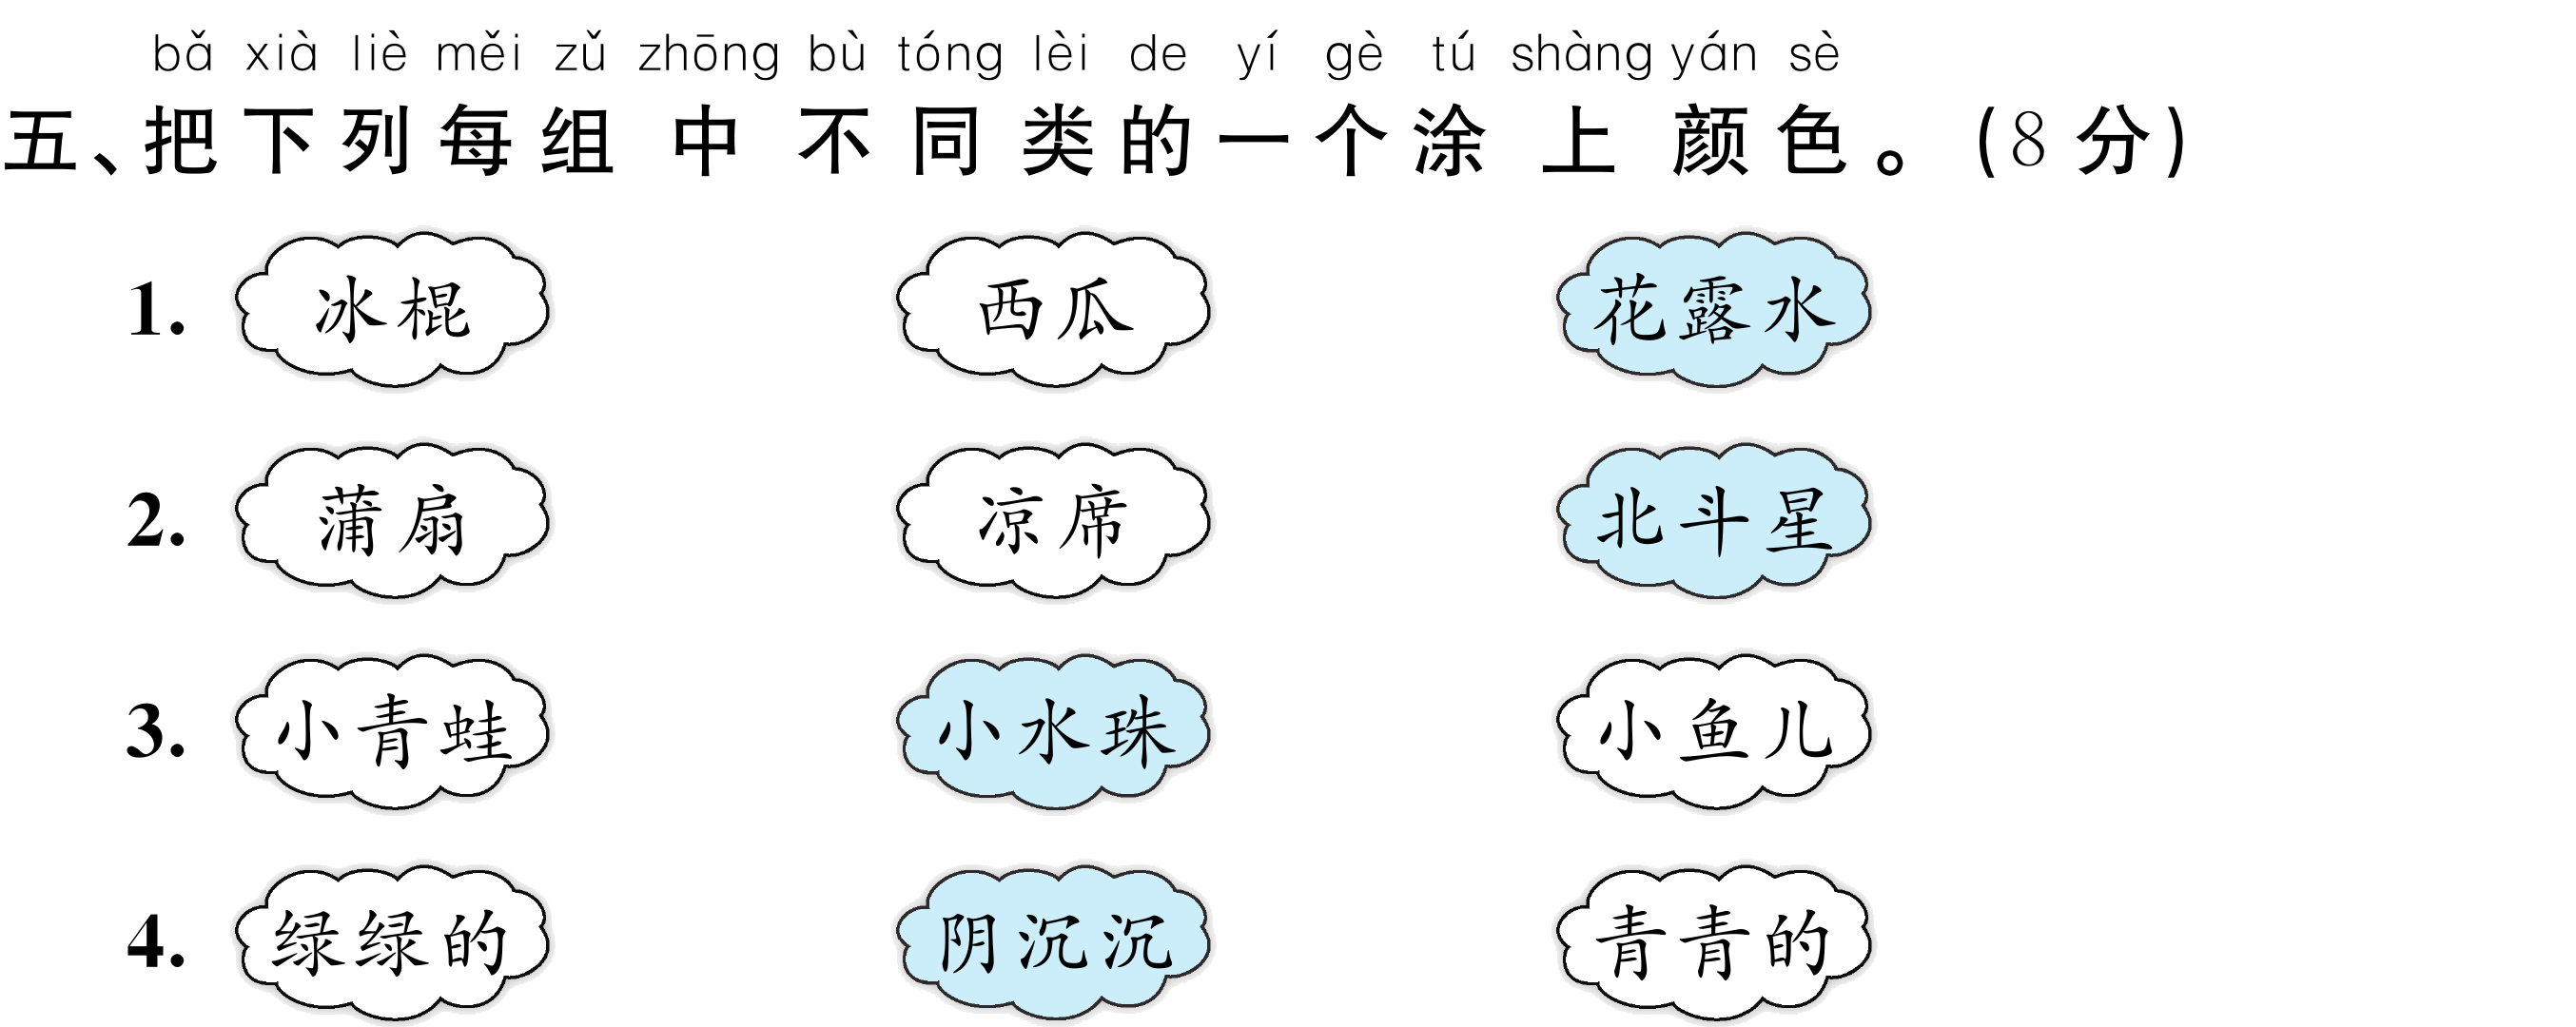 bǎ xià liè měi zǔ zhōng bù tóng lèi de yí gè tú shàng yán sè
五、把下列每组中不同类的一个涂上颜色。(8分)
1. 冰棍 西瓜 花露水
2. 蒲扇 凉席 北斗星
3. 小青蛙 小水珠 小鱼儿
4. 绿绿的 阴沉沉 青青的